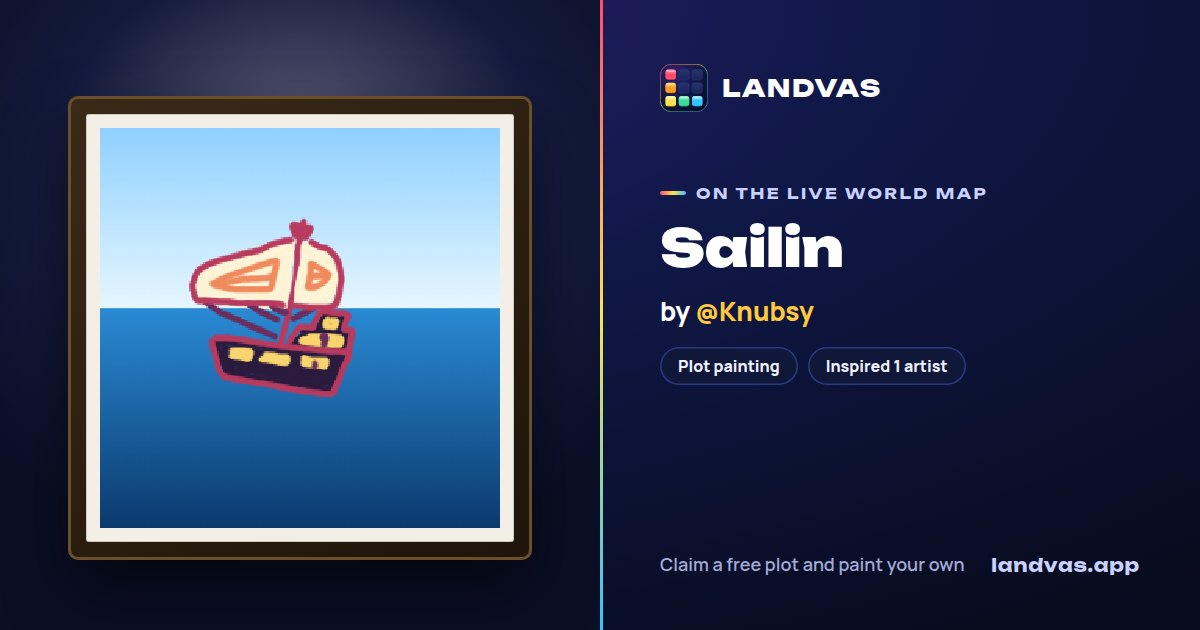 LANDVAS
ON THE LIVE WORLD MAP
Sailin
by @Knubsy
Plot painting
Inspired 1 artist
Claim a free plot and paint your own
landvas.app